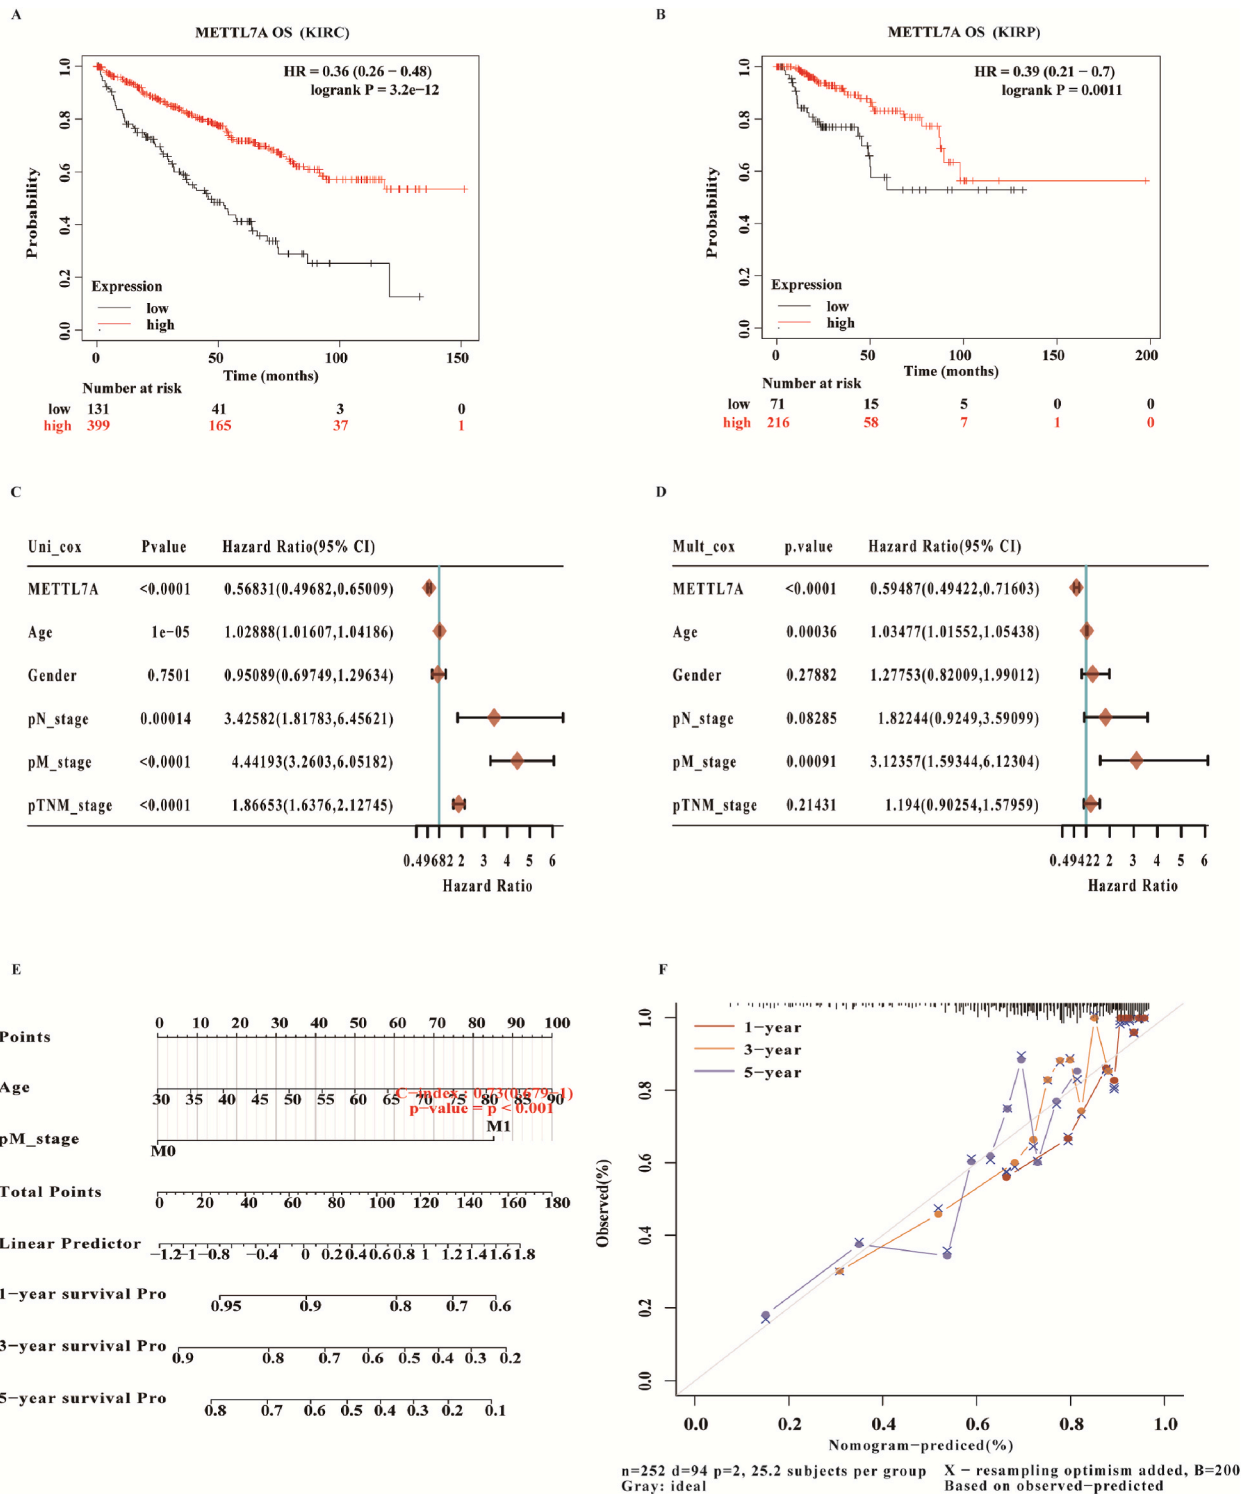 A
METTL7A OS (KIRC)
HR = 0.36 (0.26 − 0.48)
logrank P = 3.2e−12
Probability
0.0 0.2 0.4 0.6 0.8 1.0
Expression
low
high
0 50 100 150
Time (months)
Number at risk
low 131 41 3 0
high 399 165 37 1
B
METTL7A OS (KIRP)
HR = 0.39 (0.21 − 0.7)
logrank P = 0.0011
Probability
0.0 0.2 0.4 0.6 0.8 1.0
Expression
low
high
0 50 100 150 200
Time (months)
Number at risk
low 71 15 5 0 0
high 216 58 7 1 0
C
Uni_cox Pvalue Hazard Ratio(95% CI)
METTL7A <0.0001 0.56831(0.49682,0.65009)
Age 1e-05 1.02888(1.01607,1.04186)
Gender 0.7501 0.95089(0.69749,1.29634)
pN_stage 0.00014 3.42582(1.81783,6.45621)
pM_stage <0.0001 4.44193(3.2603,6.05182)
pTNM_stage <0.0001 1.86653(1.6376,2.12745)
0.49682 2 3 4 5 6
Hazard Ratio
D
Mult_cox p.value Hazard Ratio(95% CI)
METTL7A <0.0001 0.59487(0.49422,0.71603)
Age 0.00036 1.03477(1.01552,1.05438)
Gender 0.27882 1.27753(0.82009,1.99012)
pN_stage 0.08285 1.82244(0.9249,3.59099)
pM_stage 0.00091 3.12357(1.59344,6.12304)
pTNM_stage 0.21431 1.194(0.90254,1.57959)
0.49422 2 3 4 5 6
Hazard Ratio
E
Points 0 10 20 30 40 50 60 70 80 90 100
Age 30 35 40 45 50 55 60 65 70 75 80 85 90
C−index : 0.73(0.679−1)
p−value = p < 0.001
pM_stage M0 M1
Total Points 0 20 40 60 80 100 120 140 160 180
Linear Predictor −1.2 −1 −0.8 −0.4 0 0.2 0.4 0.6 0.8 1 1.2 1.4 1.6 1.8
1−year survival Pro 0.95 0.9 0.8 0.7 0.6
3−year survival Pro 0.9 0.8 0.7 0.6 0.5 0.4 0.3 0.2
5−year survival Pro 0.8 0.7 0.6 0.5 0.4 0.3 0.2 0.1
F
1−year
3−year
5−year
Observed(%)
0.0 0.2 0.4 0.6 0.8 1.0
0.0 0.2 0.4 0.6 0.8 1.0
Nomogram−prediced(%)
n=252 d=94 p=2, 25.2 subjects per group
Gray: ideal
X − resampling optimism added, B=200
Based on observed−predicted